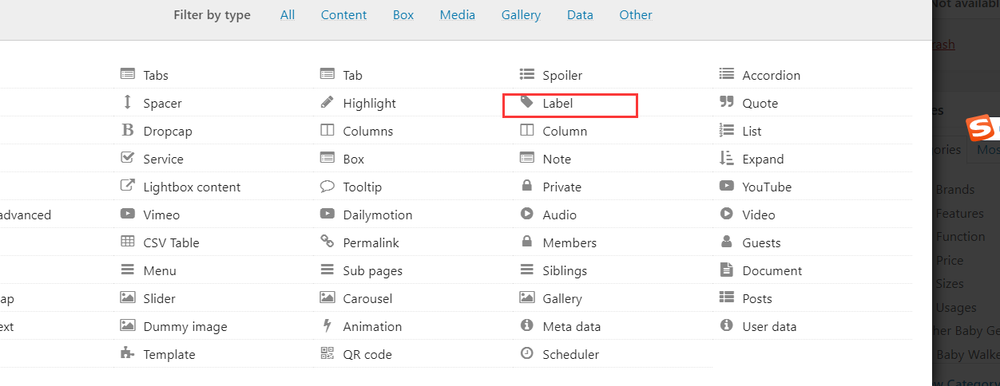 Filter by type All Content Box Media Gallery Data Other
Not available
rash
Tabs Tab Spoiler Accordion
Spacer Highlight Label Quote
Dropcap Columns Column List
Service Box Note Expand
Lightbox content Tooltip Private YouTube
advanced Vimeo Dailymotion Audio Video
CSV Table Permalink Members Guests
Menu Sub pages Siblings Document
ap Slider Carousel Gallery Posts
ext Dummy image Animation Meta data User data
Template QR code Scheduler
es
S
ories Mos
Brands
Features
Function
Price
Sizes
Usages
her Baby Ge
Baby Walke
w Category